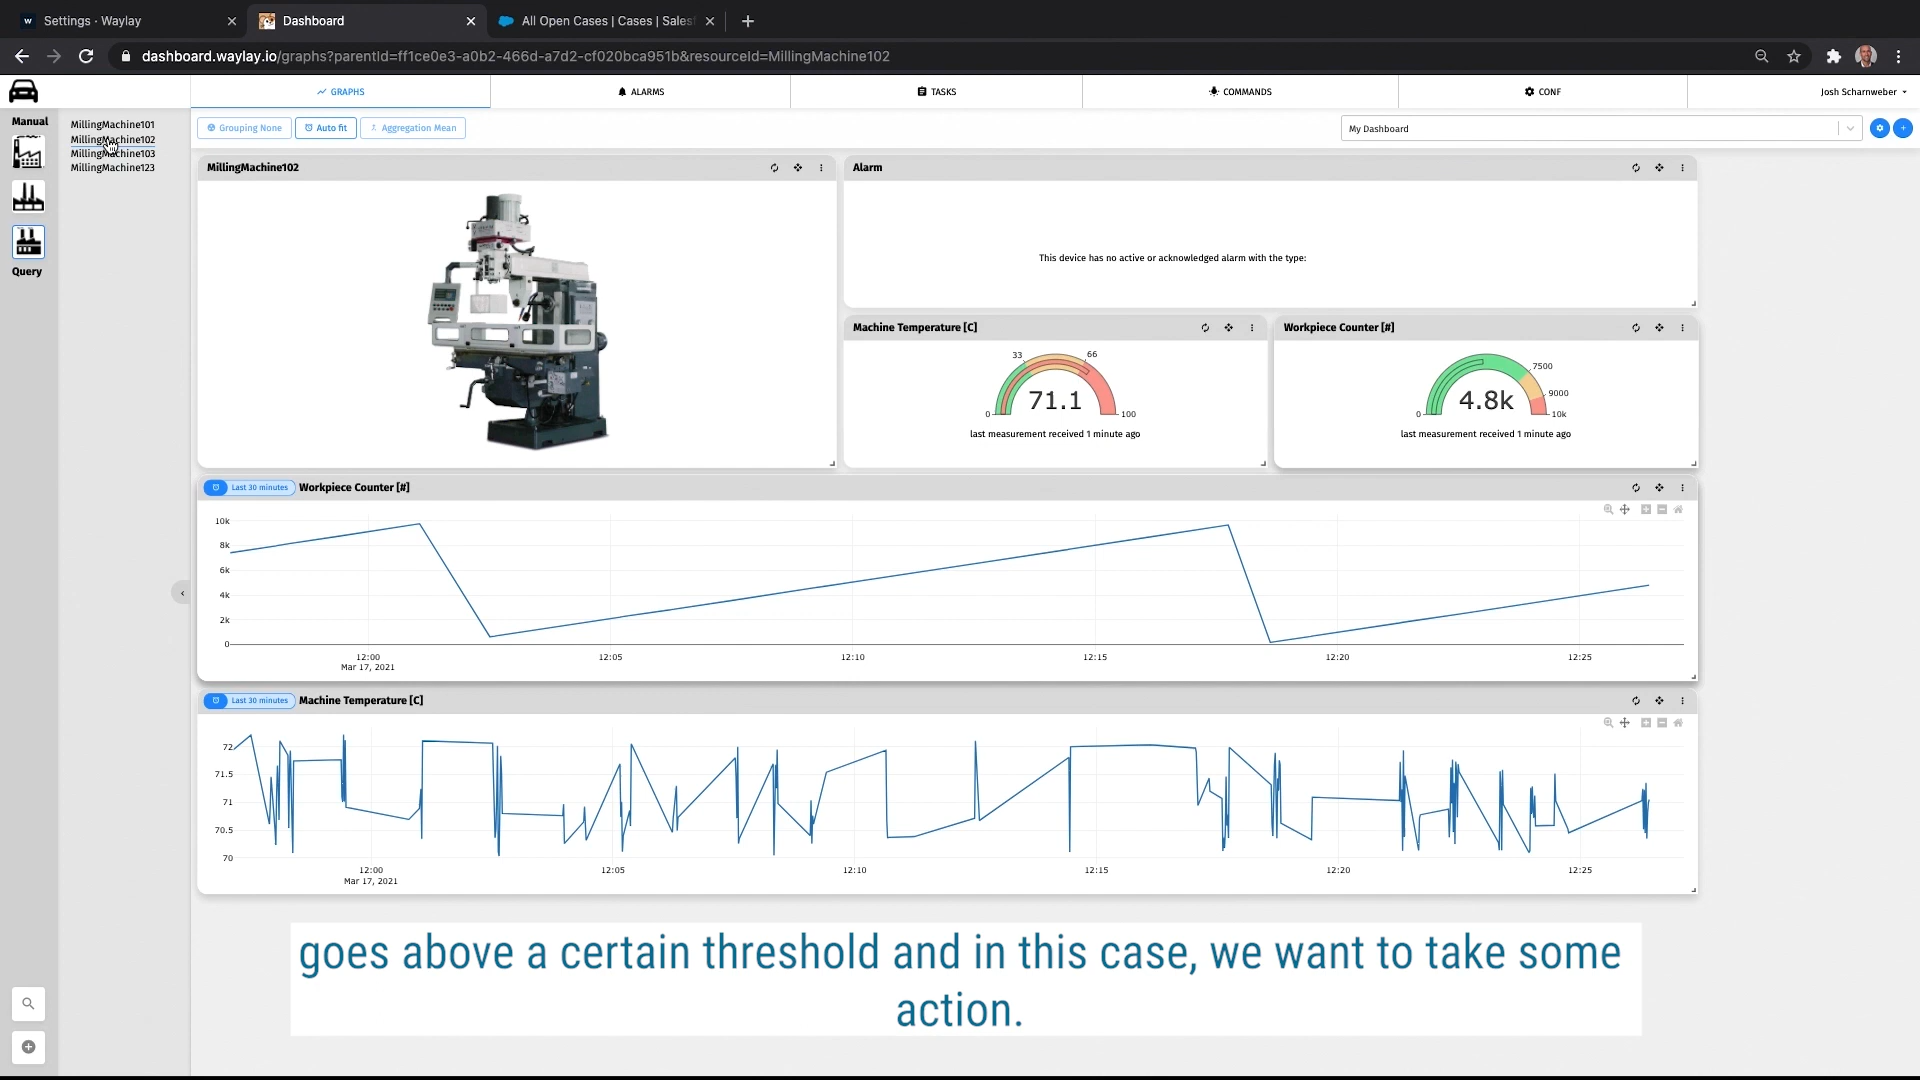 Settings · Waylay
Dashboard
All Open Cases | Cases | Sales
dashboard.waylay.io/graphs?parentId=ff1ce0e3-a0b2-466d-a7d2-cf020bca951b&resourceId=MillingMachine102
GRAPHS
ALARMS
TASKS
COMMANDS
CONF
Josh Scharnweber
Manual
Query
MillingMachine101
MillingMachine102
MillingMachine103
MillingMachine123
Grouping None
Auto fit
Aggregation Mean
My Dashboard
MillingMachine102
Alarm
This device has no active or acknowledged alarm with the type:
Machine Temperature [C]
33
66
71.1
0
100
last measurement received 1 minute ago
Workpiece Counter [#]
7500
4.8k
9000
0
10k
last measurement received 1 minute ago
Last 30 minutes
Workpiece Counter [#]
10k
8k
6k
4k
2k
0
12:00
12:05
12:10
12:15
12:20
12:25
Mar 17, 2021
Last 30 minutes
Machine Temperature [C]
72
71.5
71
70.5
70
12:00
12:05
12:10
12:15
12:20
12:25
Mar 17, 2021
goes above a certain threshold and in this case, we want to take some
action.